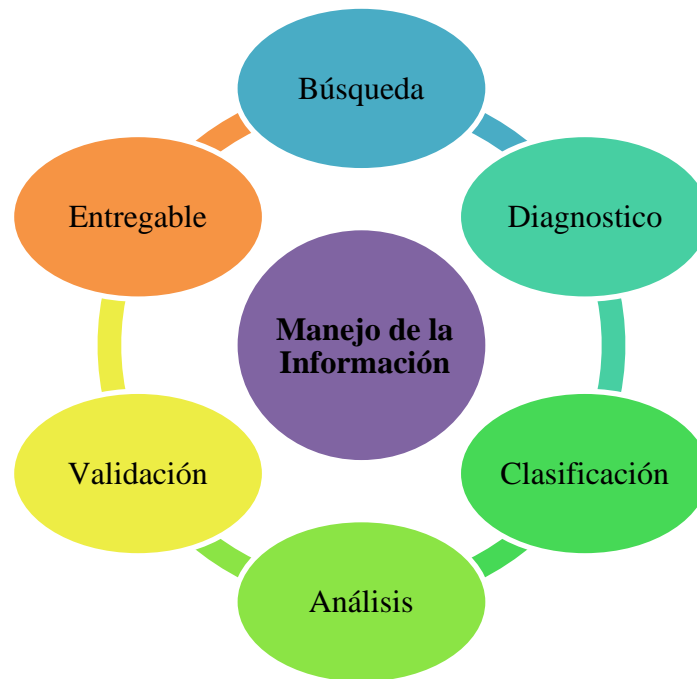 Búsqueda
Diagnostico
Clasificación
Análisis
Validación
Entregable
Manejo de la
Información